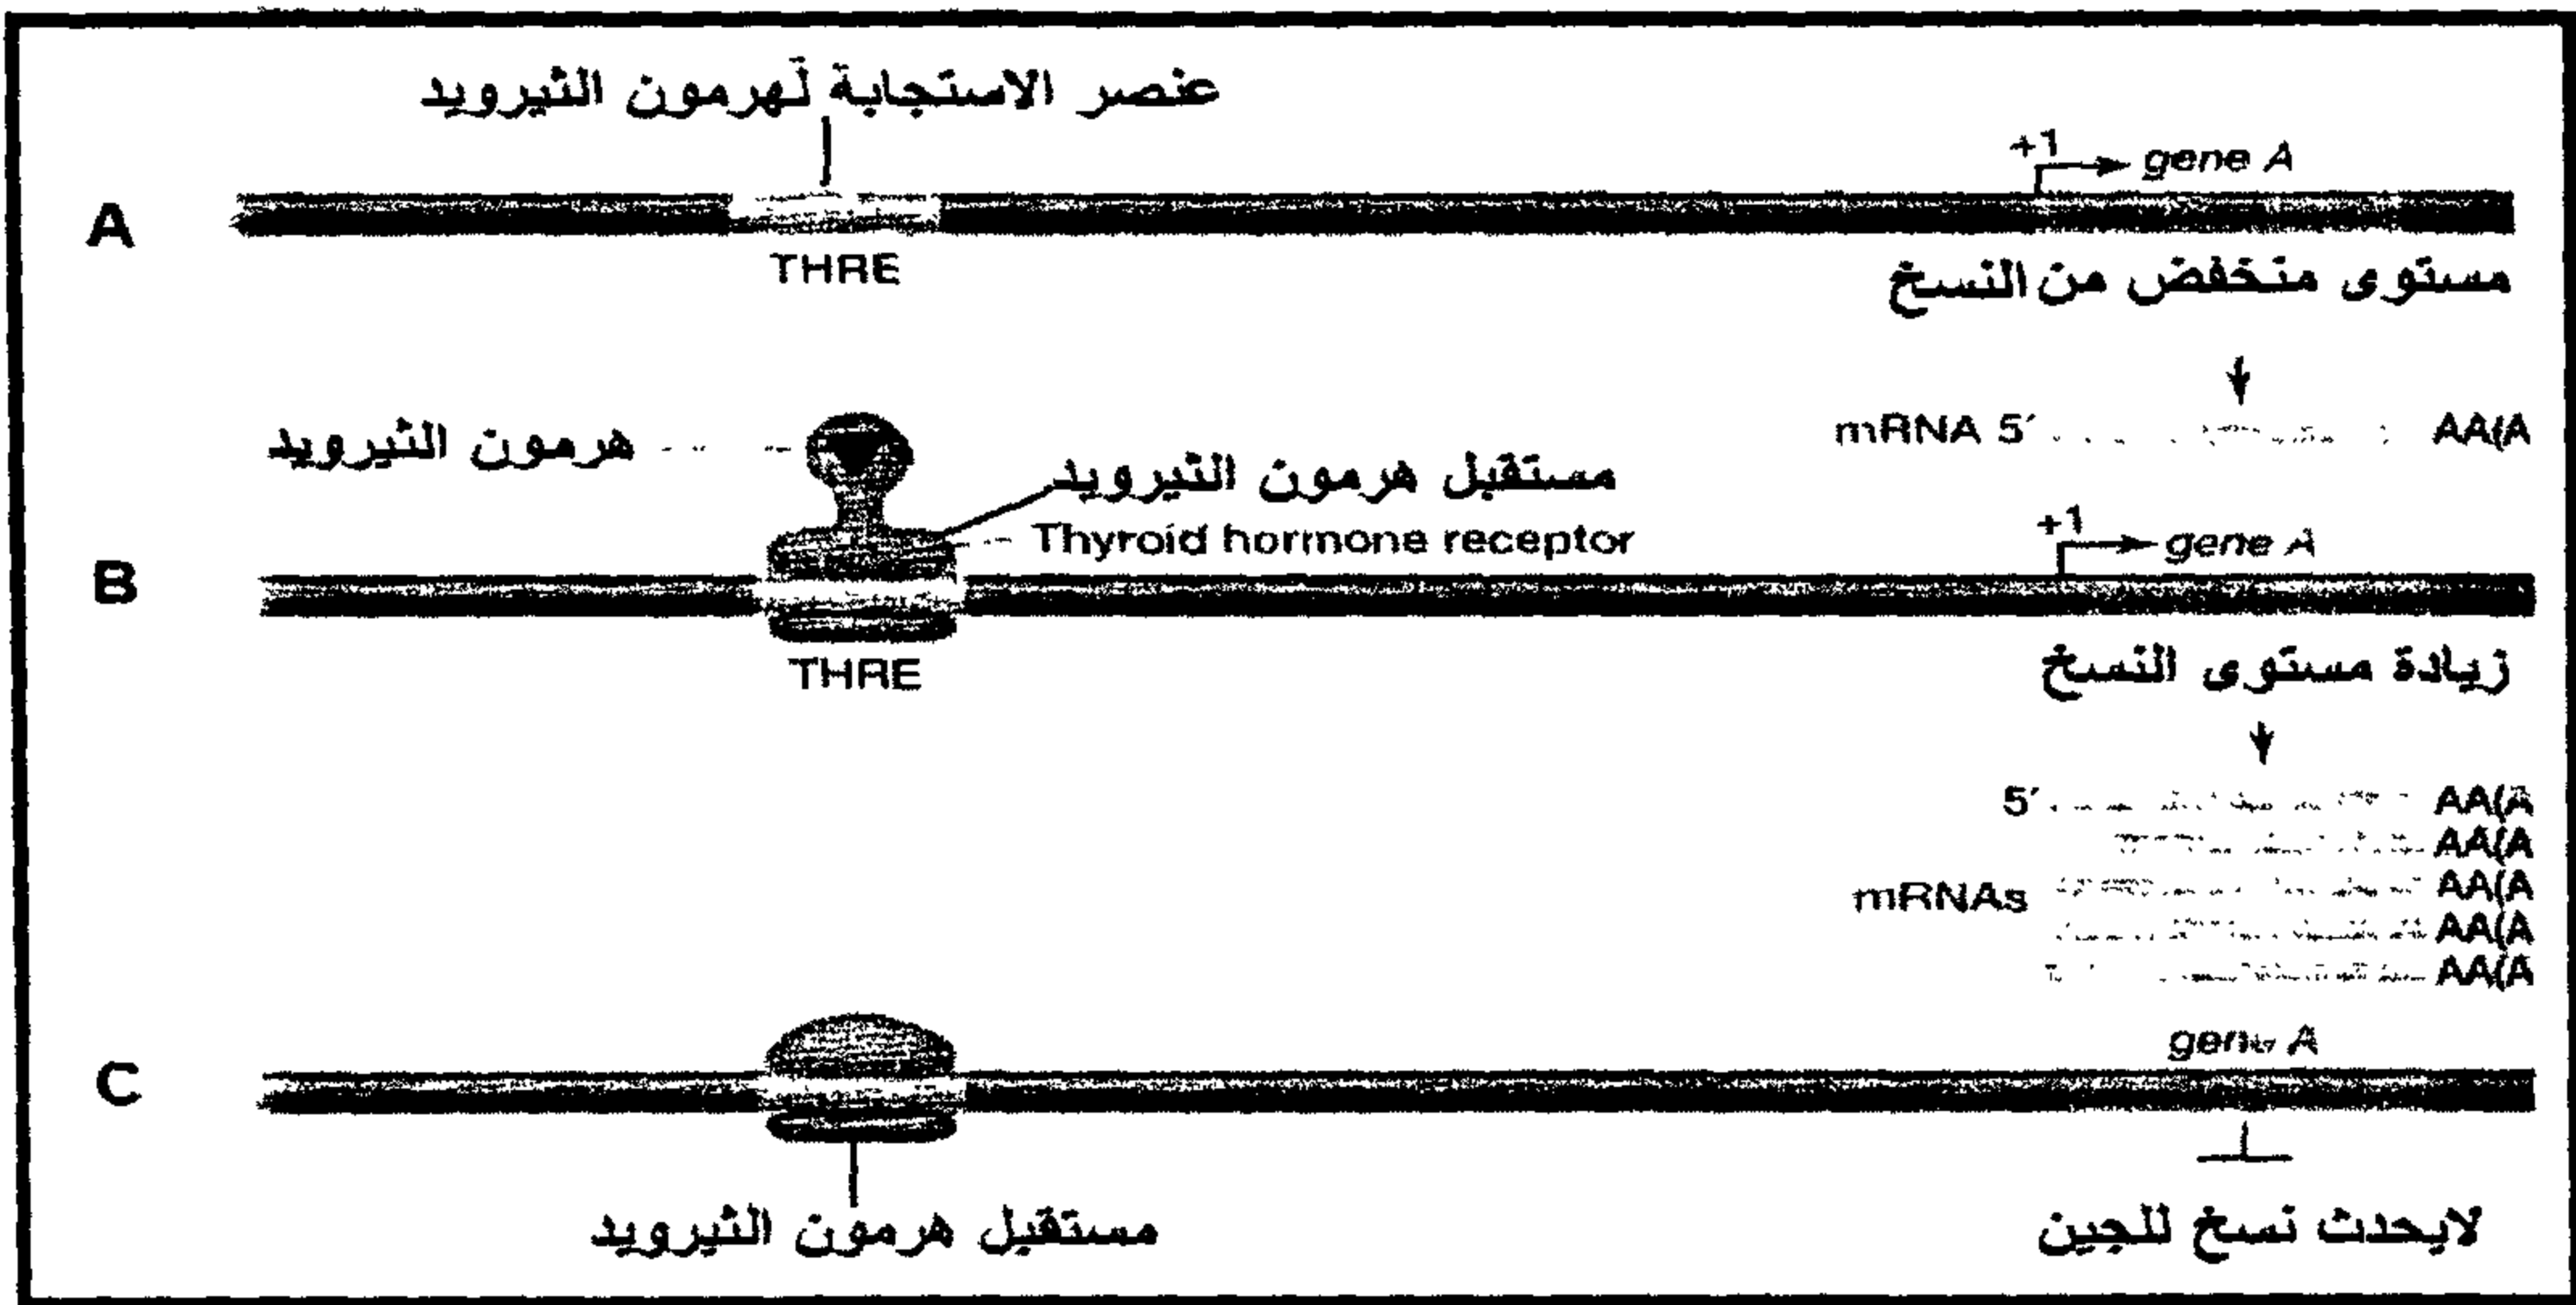 عنصر الاستجابة لهرمون الثيرويد
+1 gene A
A
THRE
مستوى منخفض من النسخ
mRNA 5′ AA(A
هرمون الثيرويد
مستقبل هرمون الثيرويد
Thyroid hormone receptor
+1 gene A
B
THRE
زيادة مستوى النسخ
5′ AA(A
AA(A
mRNAs AA(A
AA(A
AA(A
gene A
C
مستقبل هرمون الثيرويد
لايحدث نسخ للجين